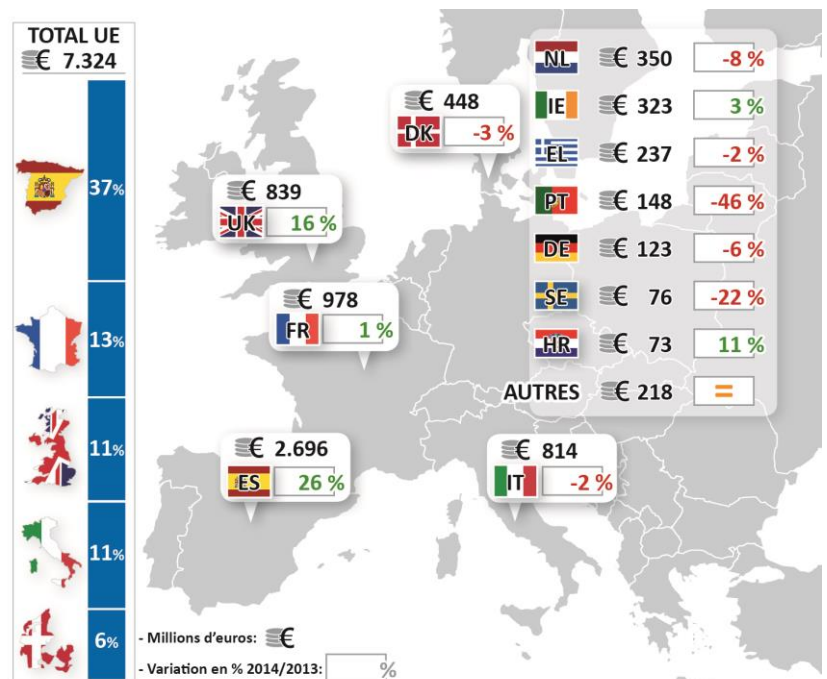 TOTAL UE
€ 7.324
37%
13%
11%
11%
6%
€ 448
DK -3 %
€ 839
UK 16 %
€ 978
FR 1 %
€ 2.696
ES 26 %
€ 814
IT -2 %
NL € 350 -8 %
IE € 323 3 %
EL € 237 -2 %
PT € 148 -46 %
DE € 123 -6 %
SE € 76 -22 %
HR € 73 11 %
AUTRES € 218 =
- Millions d'euros: €
- Variation en % 2014/2013: %